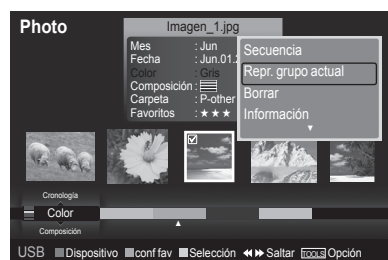 Photo
Imagen_1.jpg
Mes : Jun
Fecha : Jun.01.2
Color : Gris
Composición :
Carpeta : P-other
Favoritos : ★ ★ ★
Secuencia
Repr. grupo actual
Borrar
Información
Cronología
Color
Composición
USB Dispositivo conf fav Selección Saltar TOOLS Opción